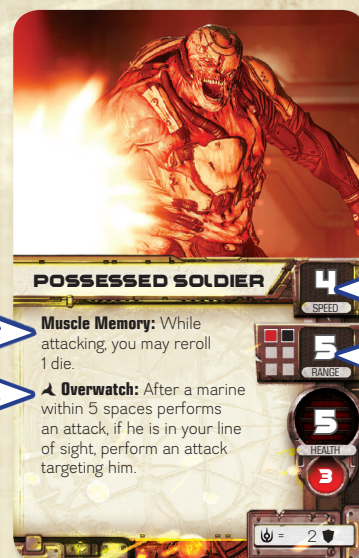 POSSESSED SOLDIER
4
SPEED
Muscle Memory: While
attacking, you may reroll
1 die.
5
RANGE
Overwatch: After a marine
within 5 spaces performs
an attack, if he is in your line
of sight, perform an attack
targeting him.
5
HEALTH
3
= 2